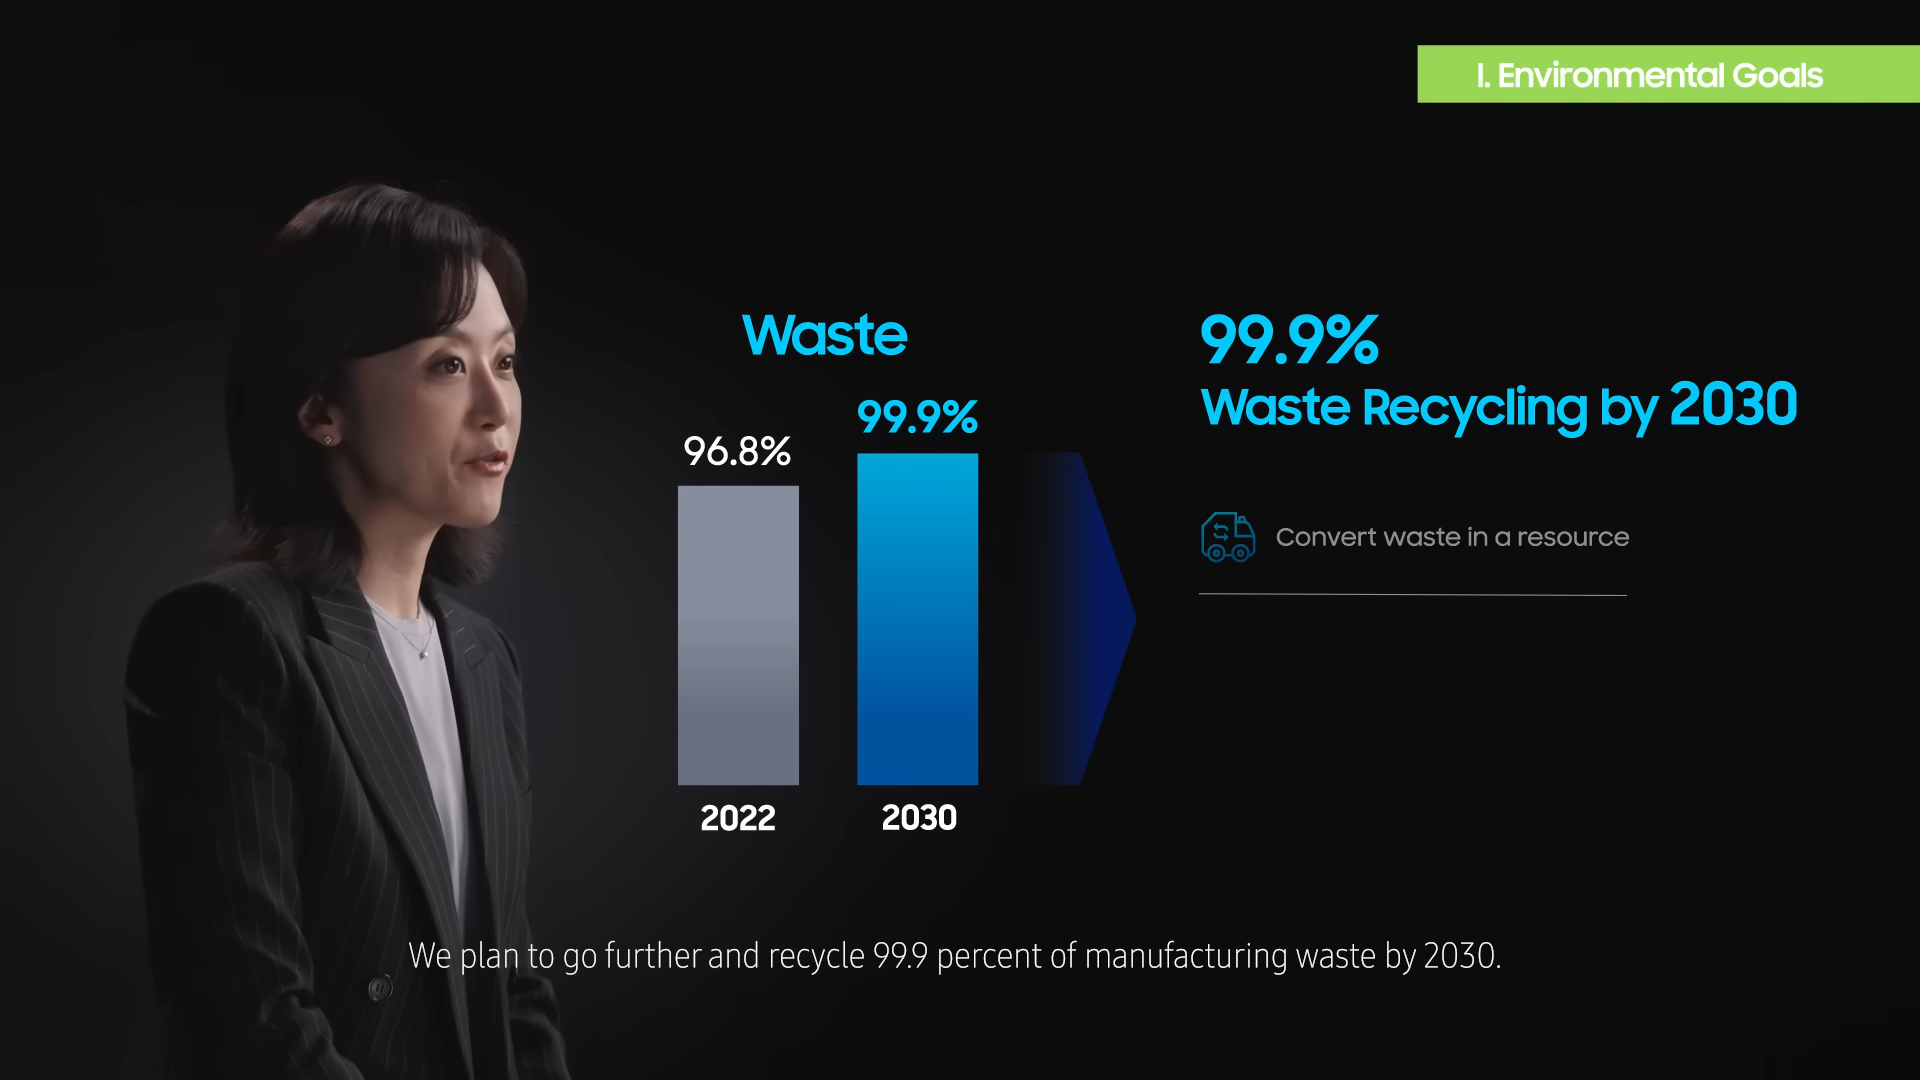 I. Environmental Goals
Waste
96.8%
99.9%
2022
2030
99.9%
Waste Recycling by 2030
Convert waste in a resource
We plan to go further and recycle 99.9 percent of manufacturing waste by 2030.